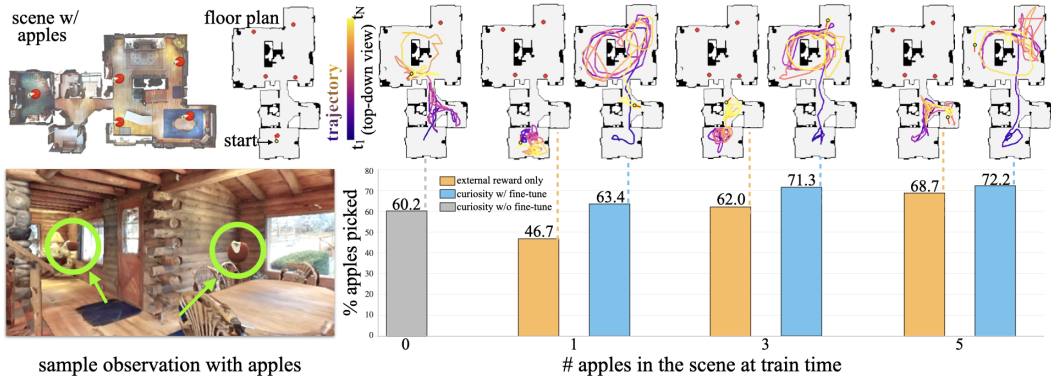 scene w/
apples
floor plan
start
trajectory
(top-down view)
t1
tN
sample observation with apples
% apples picked
80
70
60
50
40
30
20
10
0
external reward only
curiosity w/ fine-tune
curiosity w/o fine-tune
60.2
46.7
63.4
62.0
71.3
68.7
72.2
0
1
3
5
# apples in the scene at train time